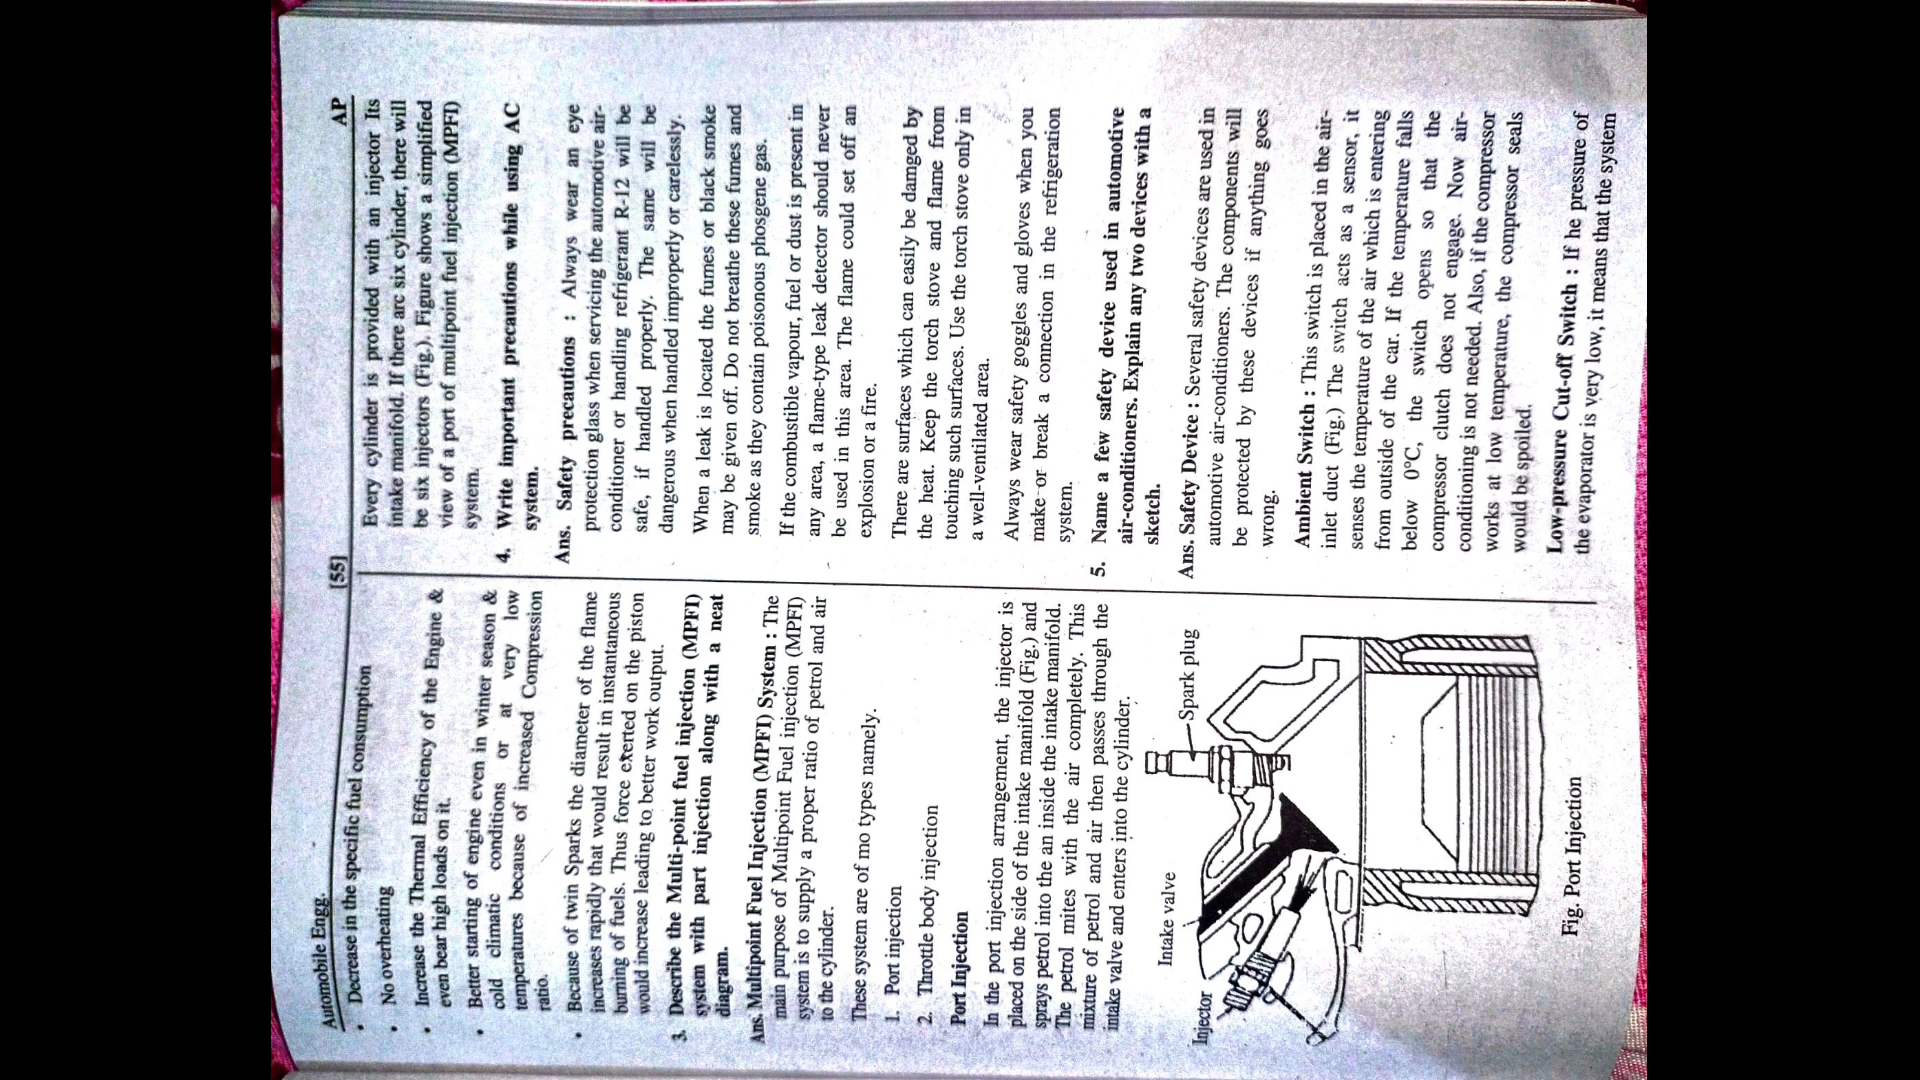 Automobile Engg. [55] AP
• Decrease in the specific fuel consumption
• No overheating
• Increase the Thermal Efficiency of the Engine &
even bear high loads on it.
• Better starting of engine even in winter season &
cold climatic conditions or at very low
temperatures because of increased Compression
ratio.
• Because of twin Sparks the diameter of the flame
increases rapidly that would result in instantaneous
burning of fuels. Thus force exerted on the piston
would increase leading to better work output.
3. Describe the Multi-point fuel injection (MPFI)
system with part injection along with a neat
diagram.
Ans. Multipoint Fuel Injection (MPFI) System : The
main purpose of Multipoint Fuel injection (MPFI)
system is to supply a proper ratio of petrol and air
to the cylinder.
These system are of mo types namely.
1. Port injection
2. Throttle body injection
Port Injection
In the port injection arrangement, the injector is
placed on the side of the intake manifold (Fig.) and
sprays petrol into the an inside the intake manifold.
The petrol mites with the air completely. This
mixture of petrol and air then passes through the
intake valve and enters into the cylinder.
Spark plug
Intake valve
Injector
Fig. Port Injection
Every cylinder is provided with an injector Its
intake manifold. If there arc six cylinder, there will
be six injectors (Fig.). Figure shows a simplified
view of a port of multipoint fuel injection (MPFI)
system.
4. Write important precautions while using AC
system.
Ans. Safety precautions : Always wear an eye
protection glass when servicing the automotive air-
conditioner or handling refrigerant R-12 will be
safe, if handled properly. The same will be
dangerous when handled improperly or carelessly.
When a leak is located the fumes or black smoke
may be given off. Do not breathe these fumes and
smoke as they contain poisonous phosgene gas.
If the combustible vapour, fuel or dust is present in
any area, a flame-type leak detector should never
be used in this area. The flame could set off an
explosion or a fire.
There are surfaces which can easily be damged by
the heat. Keep the torch stove and flame from
touching such surfaces. Use the torch stove only in
a well-ventilated area.
Always wear safety goggles and gloves when you
make or break a connection in the refrigeration
system.
5. Name a few safety device used in automotive
air-conditioners. Explain any two devices with a
sketch.
Ans. Safety Device : Several safety devices are used in
automotive air-conditioners. The components will
be protected by these devices if anything goes
wrong.
Ambient Switch : This switch is placed in the air-
inlet duct (Fig.) The switch acts as a sensor, it
senses the temperature of the air which is entering
from outside of the car. If the temperature falls
below 0°C, the switch opens so that the
compressor clutch does not engage. Now air-
conditioning is not needed. Also, if the compressor
works at low temperature, the compressor seals
would be spoiled.
Low-pressure Cut-off Switch : If he pressure of
the evaporator is very low, it means that the system